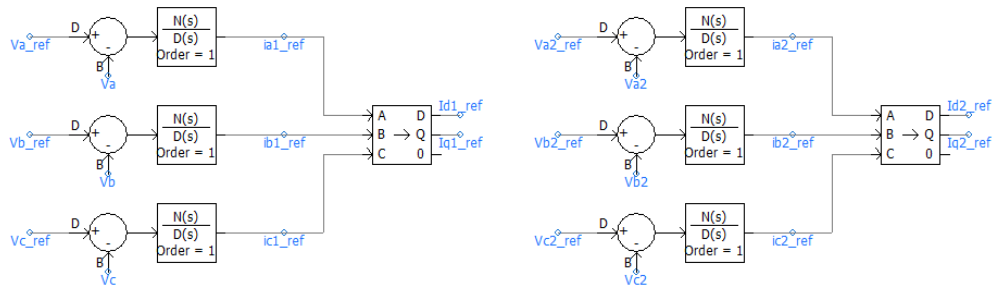 N(s)
D(s)
Order = 1
Va_ref
D
+
-
B
Va
ia1_ref
N(s)
D(s)
Order = 1
Vb_ref
D
+
-
B
Vb
ib1_ref
N(s)
D(s)
Order = 1
Vc_ref
D
+
-
B
Vc
ic1_ref
A
B
C
D
Q
0
Id1_ref
Iq1_ref
N(s)
D(s)
Order = 1
Va2_ref
D
+
-
B
Va2
ia2_ref
N(s)
D(s)
Order = 1
Vb2_ref
D
+
-
B
Vb2
ib2_ref
N(s)
D(s)
Order = 1
Vc2_ref
D
+
-
B
Vc2
ic2_ref
A
B
C
D
Q
0
Id2_ref
Iq2_ref